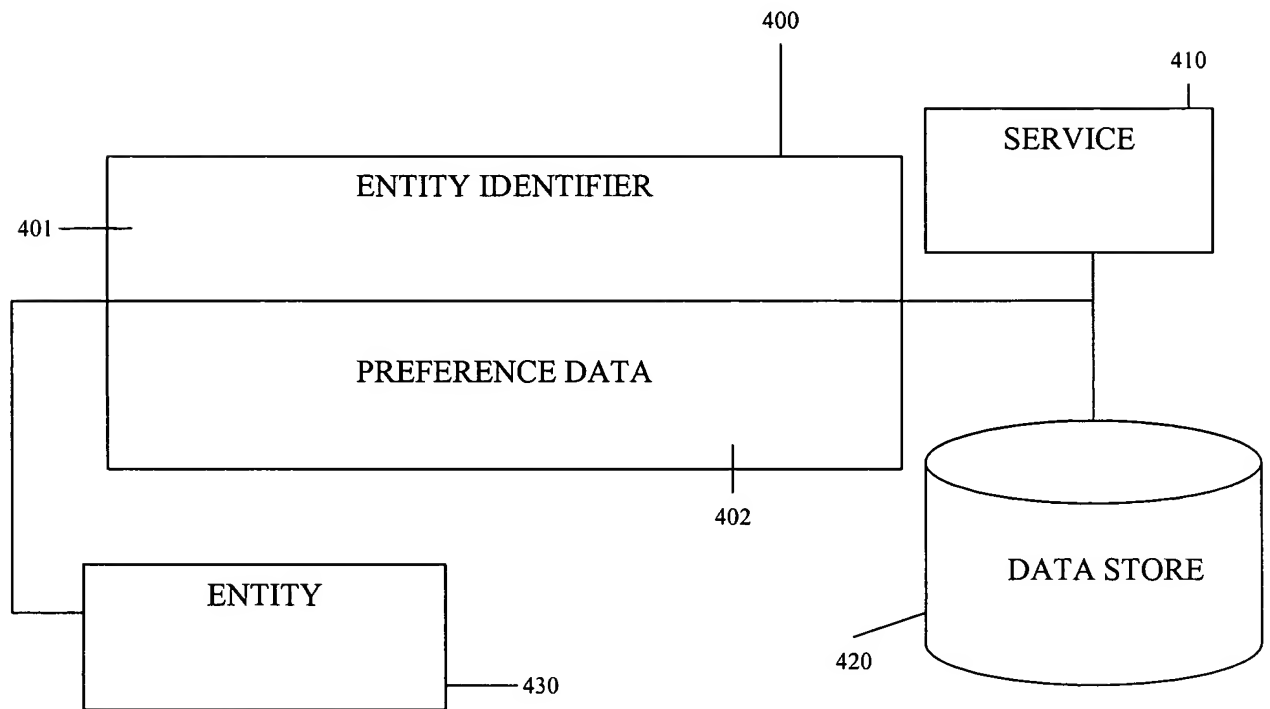 400
410
SERVICE
ENTITY IDENTIFIER
401
PREFERENCE DATA
402
DATA STORE
ENTITY
420
430